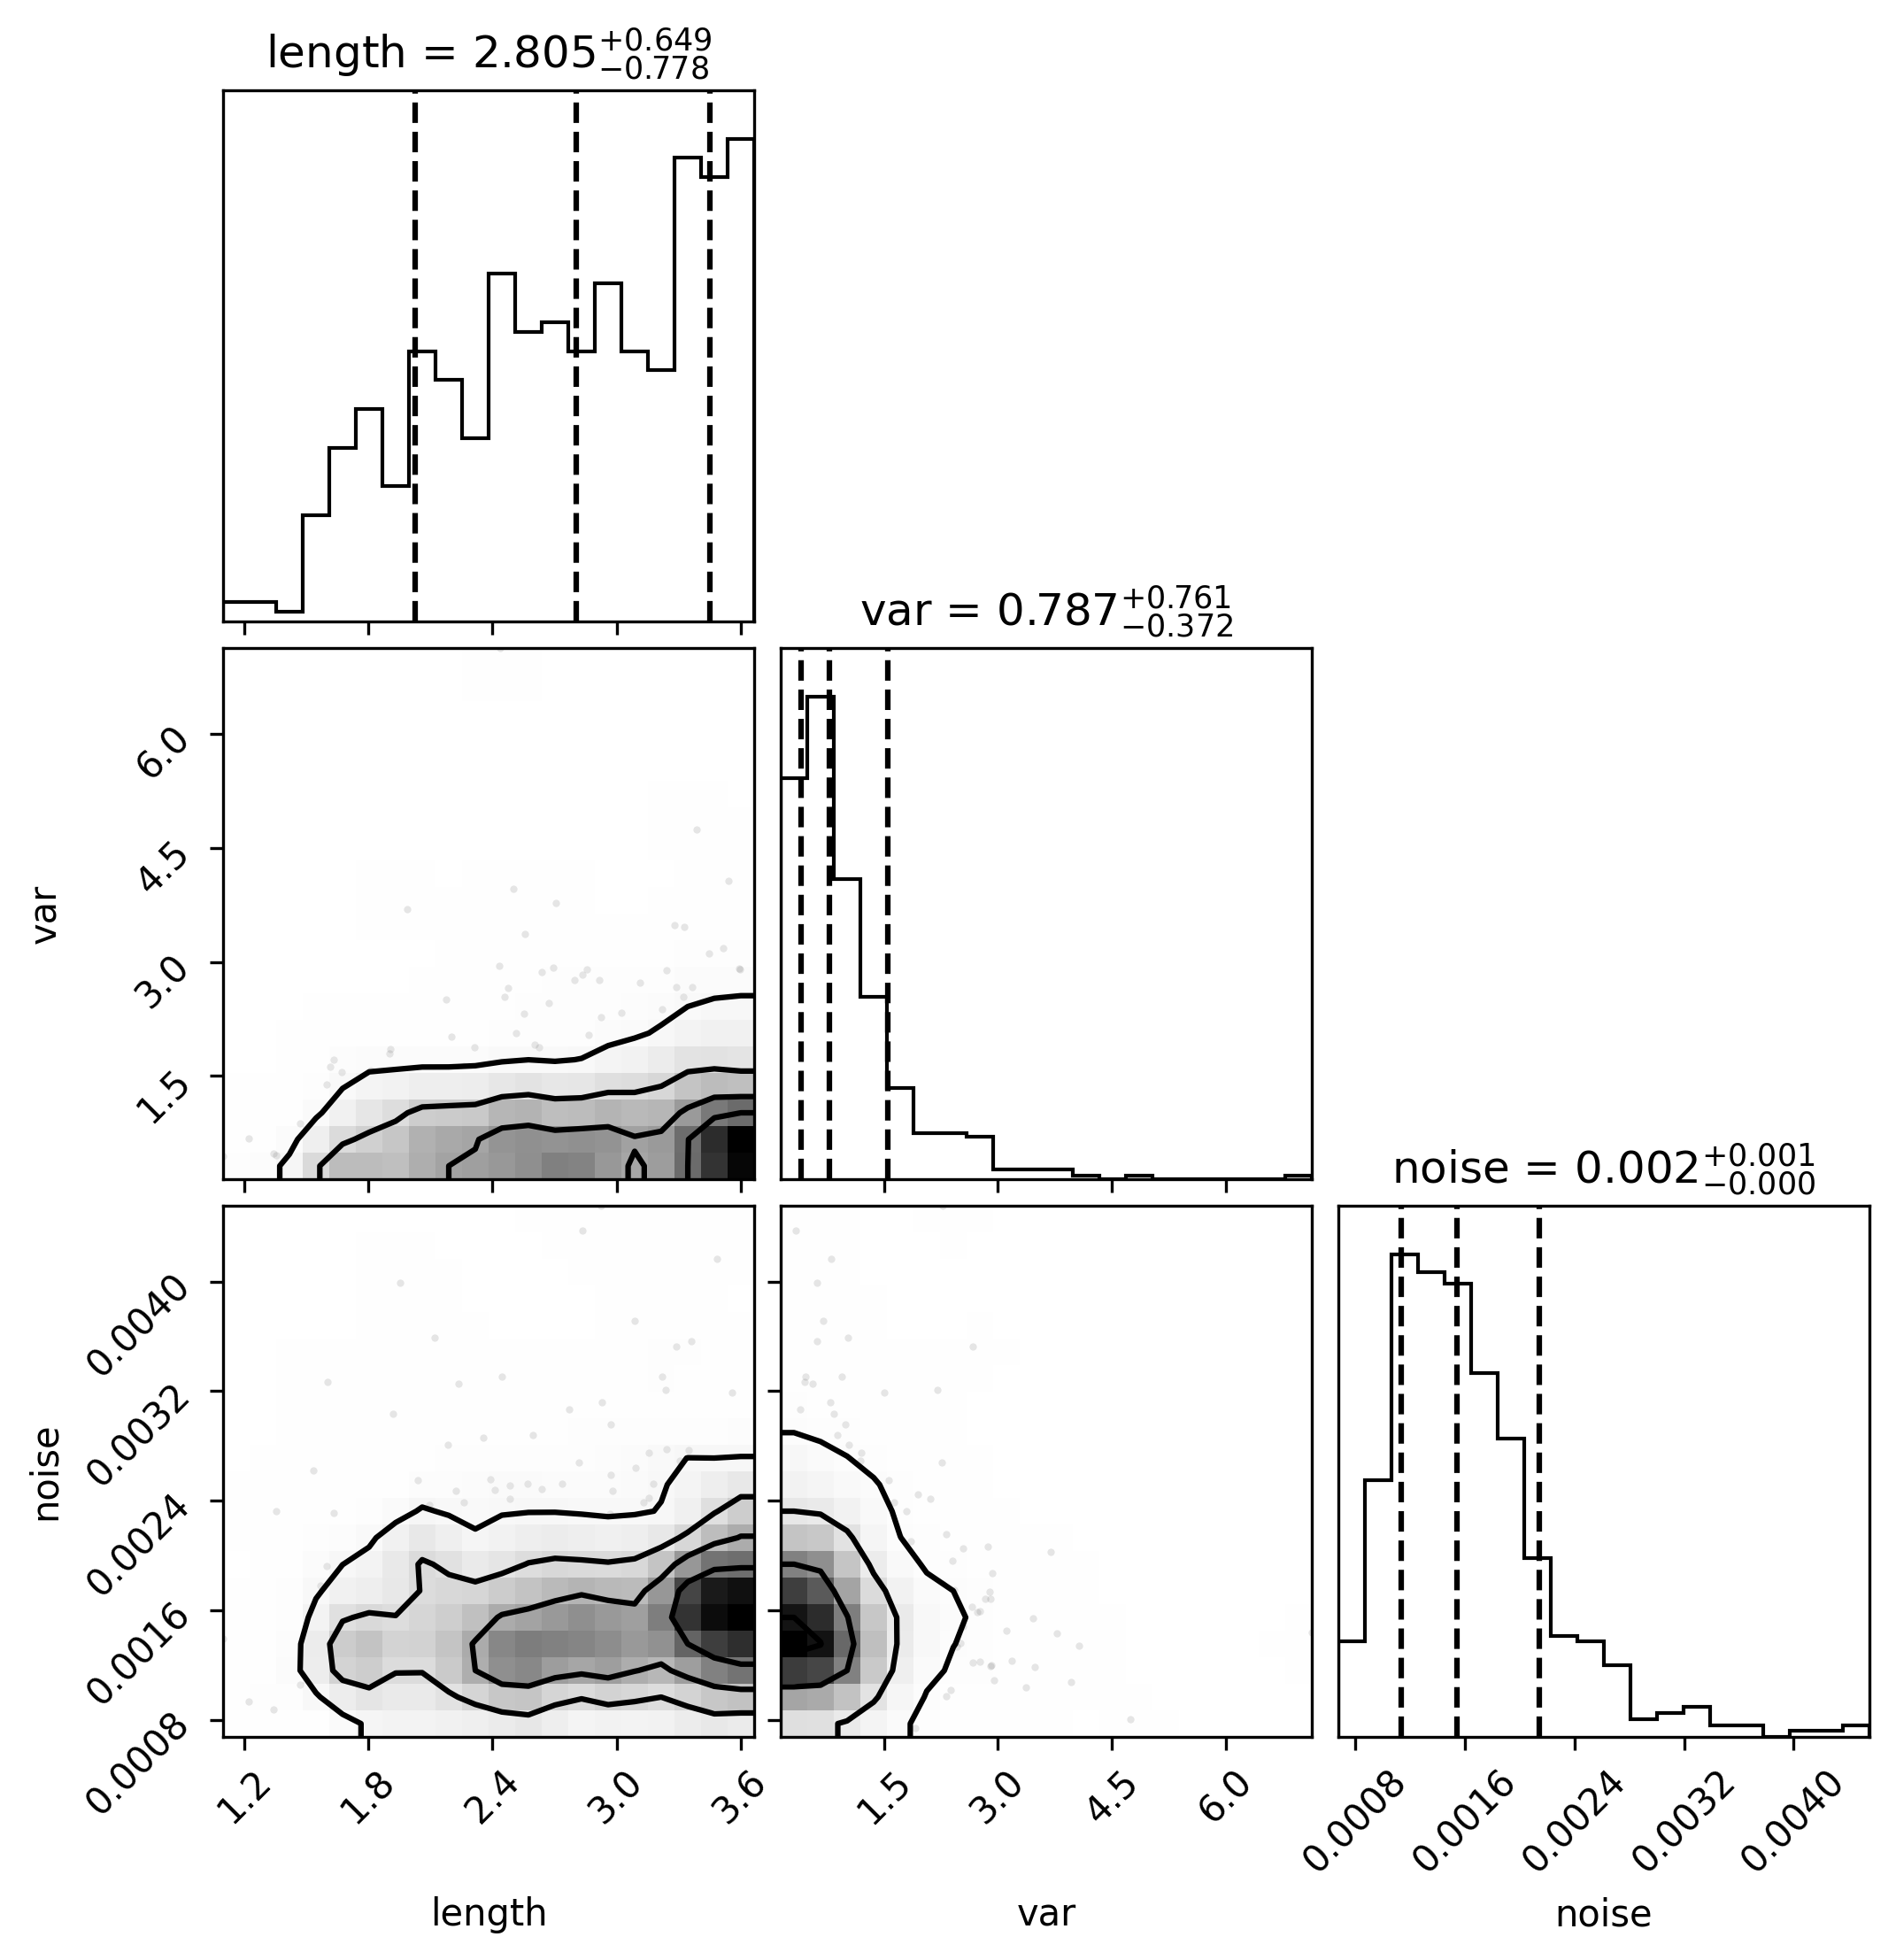 length = 2.805+0.649−0.778
var = 0.787+0.761−0.372
6.0
4.5
3.0
1.5
var
noise = 0.002+0.001−0.000
0.0040
0.0032
0.0024
0.0016
0.0008
noise
1.2 1.8 2.4 3.0 3.6
1.5 3.0 4.5 6.0
0.0008 0.0016 0.0024 0.0032 0.0040
length var noise